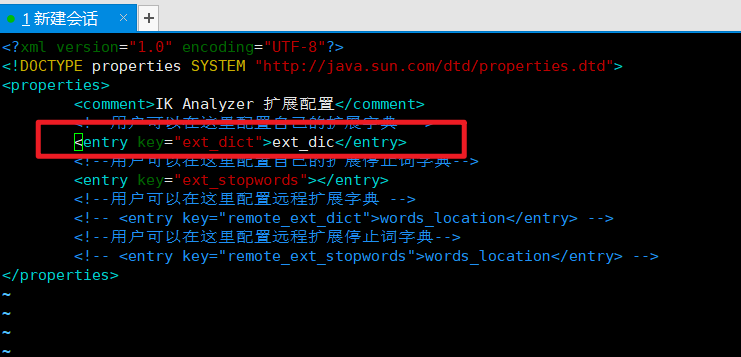 1 新建会话 × +
<?xml version="1.0" encoding="UTF-8"?>
<!DOCTYPE properties SYSTEM "http://java.sun.com/dtd/properties.dtd">
<properties>
<comment>IK Analyzer 扩展配置</comment>
<!--用户可以在这里配置自己的扩展字典 -->
<entry key="ext_dict">ext_dic</entry>
<!--用户可以在这里配置自己的扩展停止词字典-->
<entry key="ext_stopwords"></entry>
<!--用户可以在这里配置远程扩展字典 -->
<!-- <entry key="remote_ext_dict">words_location</entry> -->
<!--用户可以在这里配置远程扩展停止词字典-->
<!-- <entry key="remote_ext_stopwords">words_location</entry> -->
</properties>
~
~
~
~